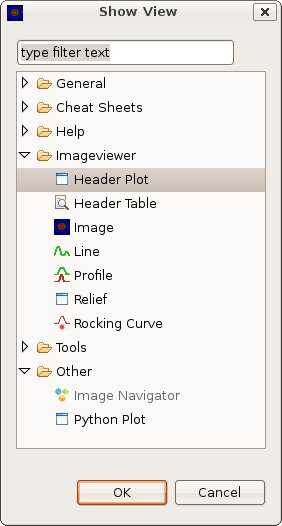 Show View
type filter text
General
Cheat Sheets
Help
Imageviewer
Header Plot
Header Table
Image
Line
Profile
Relief
Rocking Curve
Tools
Other
Image Navigator
Python Plot
OK
Cancel